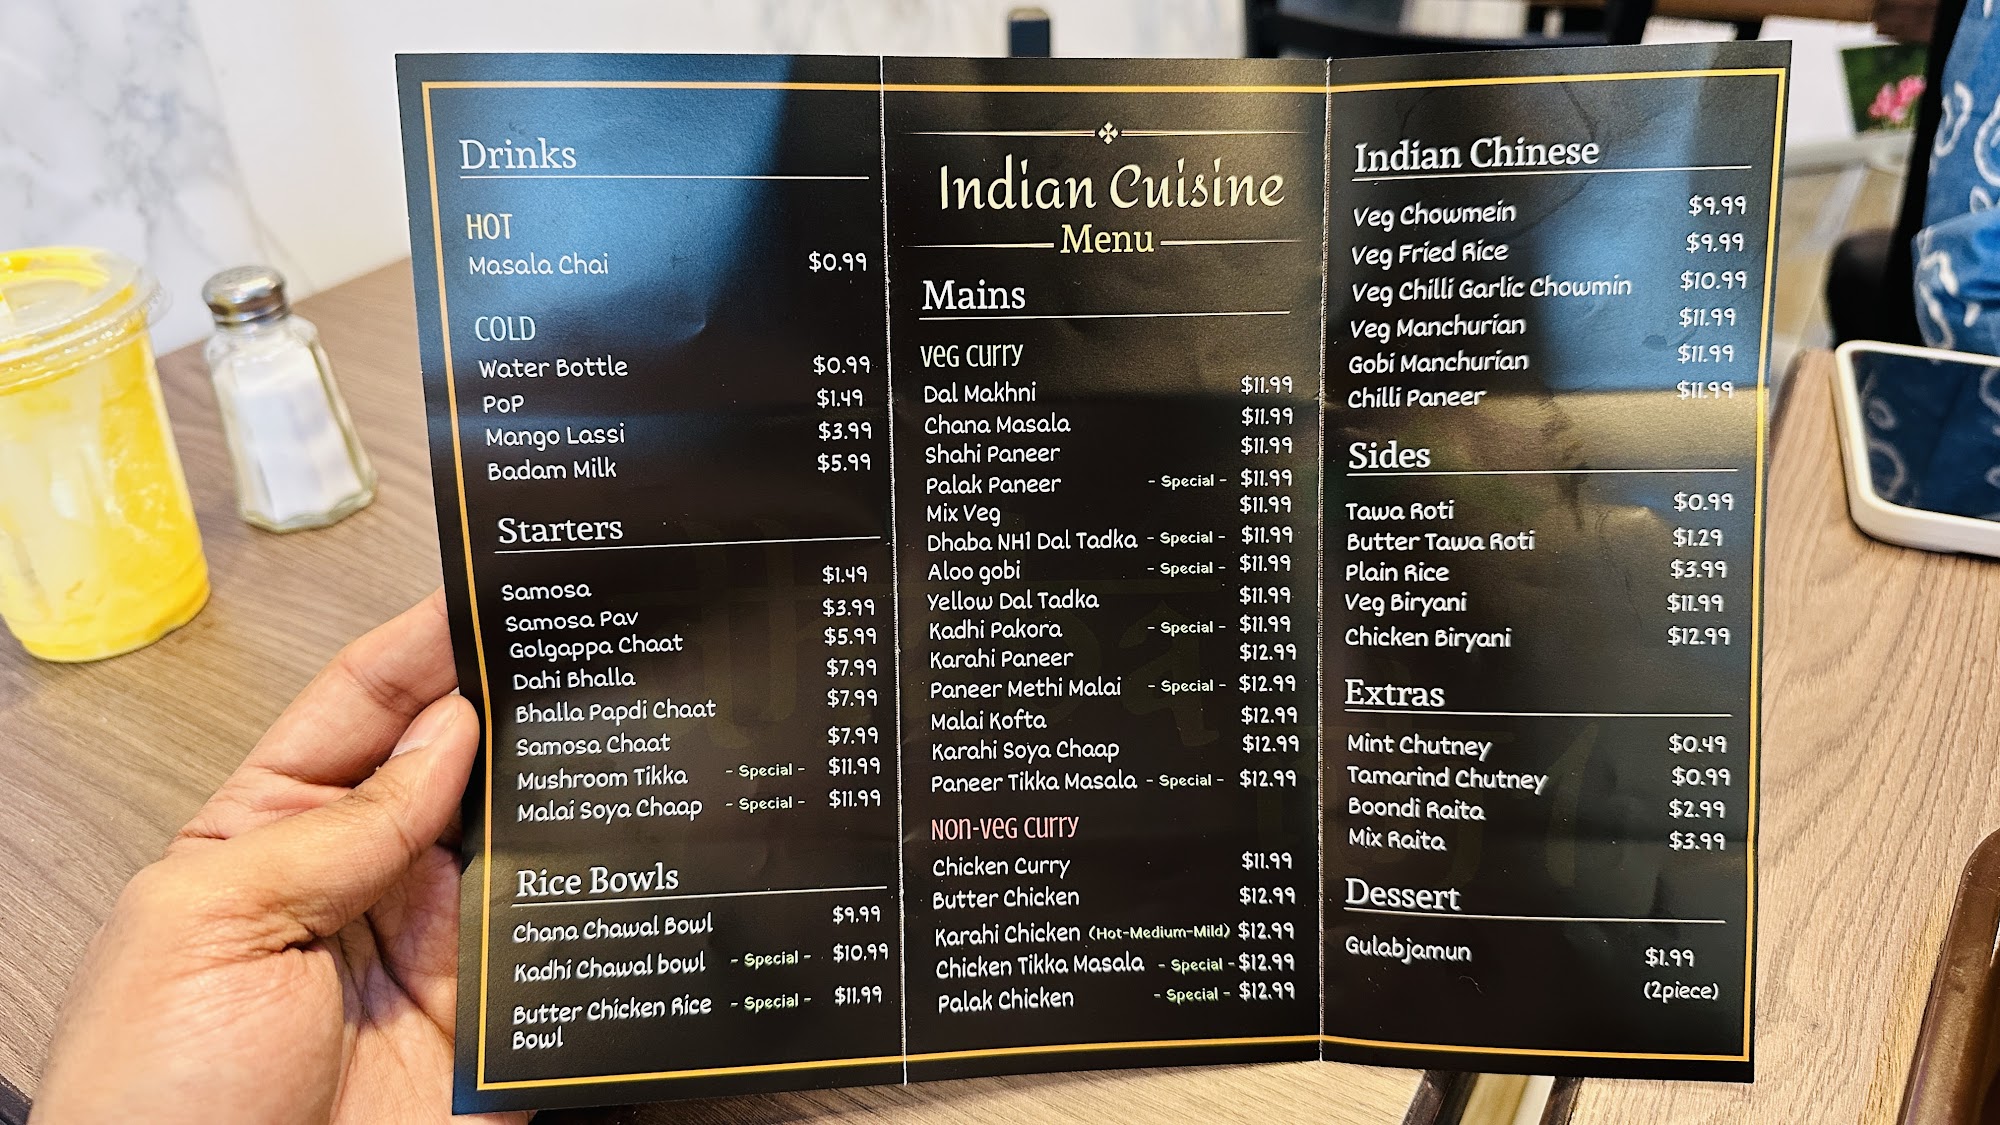 Drinks
HOT
Masala Chai $0.99
COLD
Water Bottle $0.99
PoP $1.49
Mango Lassi $3.99
Badam Milk $5.99
Starters
Samosa $1.49
Samosa Pav $3.99
Golgappa Chaat $5.99
Dahi Bhalla $7.99
Bhalla Papdi Chaat $7.99
Samosa Chaat $7.99
Mushroom Tikka - Special - $11.99
Malai Soya Chaap - Special - $11.99
Rice Bowls
Chana Chawal Bowl $9.99
Kadhi Chawal bowl - Special - $10.99
Butter Chicken Rice - Special - $11.99
Bowl
Indian Cuisine
Menu
Mains
Veg Curry
Dal Makhni $11.99
Chana Masala $11.99
Shahi Paneer $11.99
Palak Paneer - Special - $11.99
Mix Veg $11.99
Dhaba NH1 Dal Tadka - Special - $11.99
Aloo gobi - Special - $11.99
Yellow Dal Tadka $11.99
Kadhi Pakora - Special - $11.99
Karahi Paneer $12.99
Paneer Methi Malai - Special - $12.99
Malai Kofta $12.99
Karahi Soya Chaap $12.99
Paneer Tikka Masala - Special - $12.99
Non-Veg Curry
Chicken Curry $11.99
Butter Chicken $12.99
Karahi Chicken (Hot-Medium-Mild) $12.99
Chicken Tikka Masala - Special - $12.99
Palak Chicken - Special - $12.99
Indian Chinese
Veg Chowmein $9.99
Veg Fried Rice $9.99
Veg Chilli Garlic Chowmin $10.99
Veg Manchurian $11.99
Gobi Manchurian $11.99
Chilli Paneer $11.99
Sides
Tawa Roti $0.99
Butter Tawa Roti $1.29
Plain Rice $3.99
Veg Biryani $11.99
Chicken Biryani $12.99
Extras
Mint Chutney $0.49
Tamarind Chutney $0.99
Boondi Raita $2.99
Mix Raita $3.99
Dessert
Gulabjamun $1.99
(2piece)